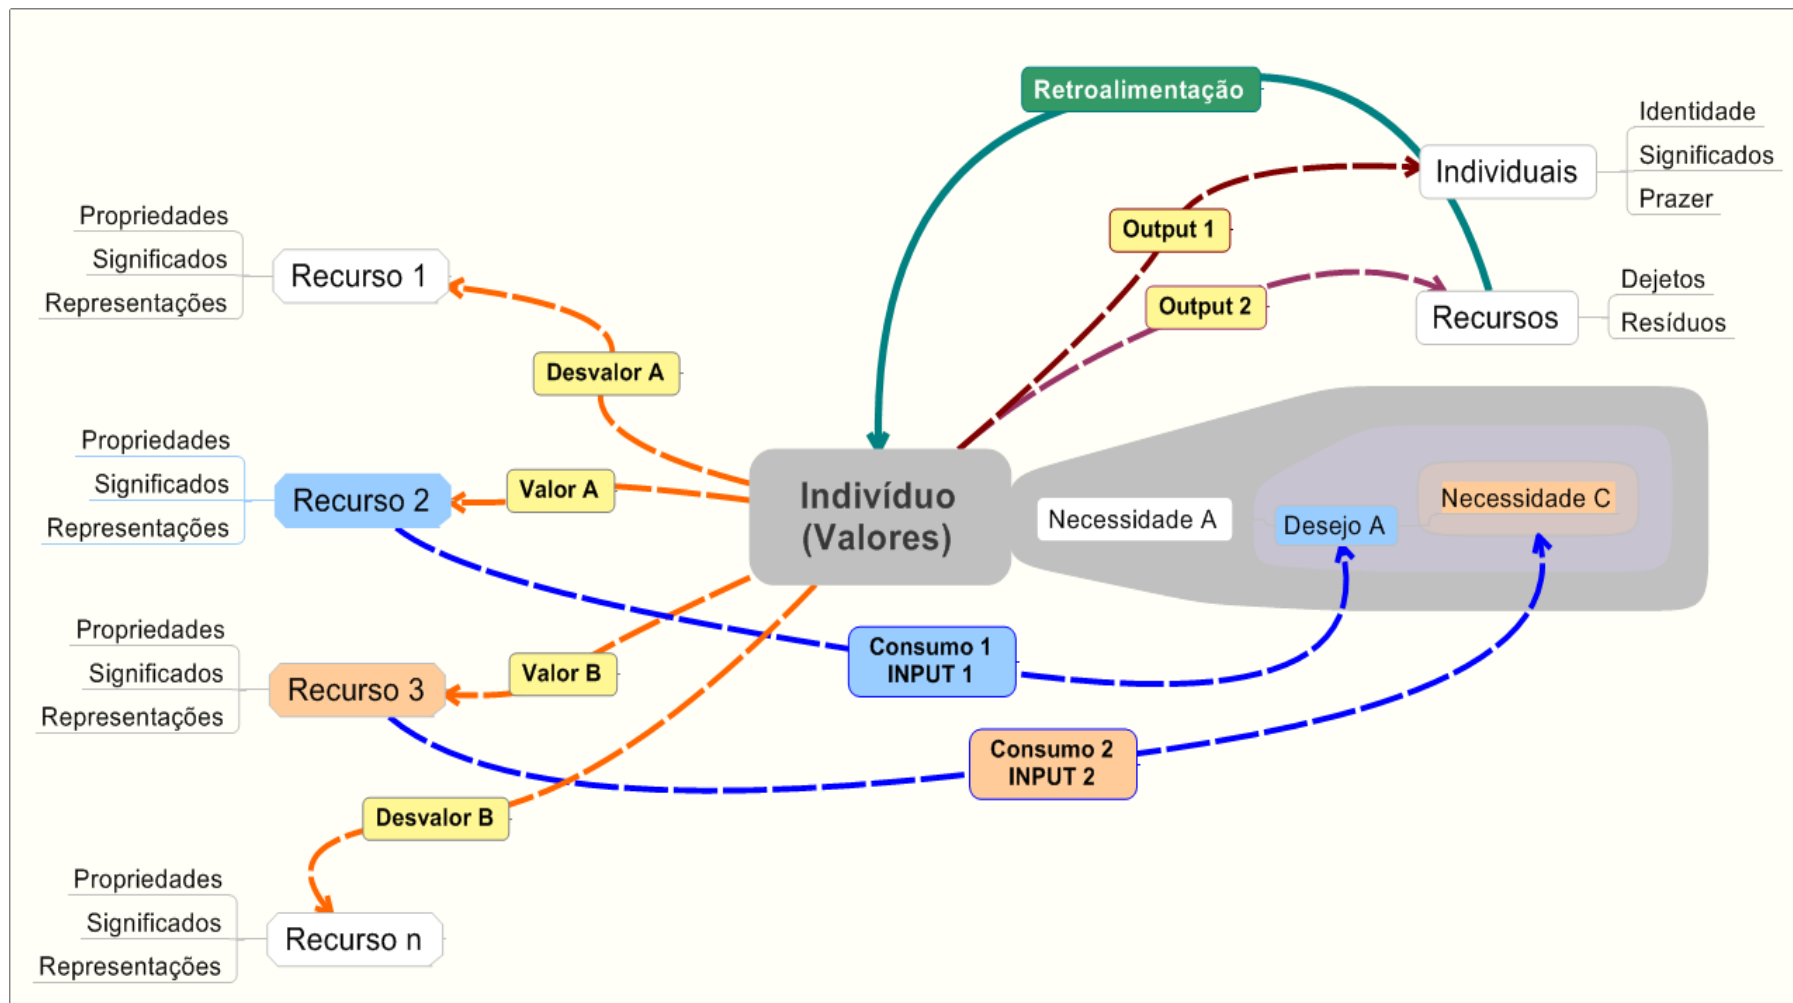 Retroalimentação
Identidade
Significados
Prazer
Individuais
Output 1
Output 2
Recursos
Dejetos
Resíduos
Propriedades
Significados
Representações
Recurso 1
Desvalor A
Propriedades
Significados
Representações
Recurso 2
Valor A
Indivíduo
(Valores)
Necessidade A
Desejo A
Necessidade C
Propriedades
Significados
Representações
Recurso 3
Valor B
Consumo 1
INPUT 1
Consumo 2
INPUT 2
Desvalor B
Propriedades
Significados
Representações
Recurso n